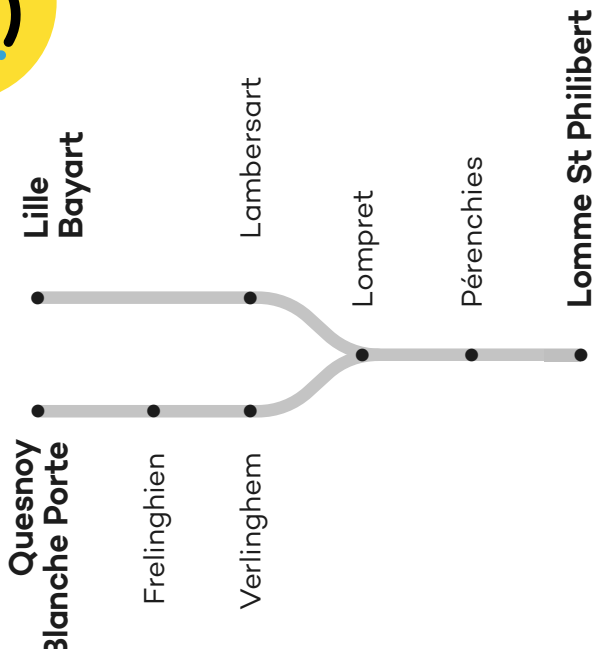 Lille
Bayart
Lambersart
Lompret
Pérenchies
Lomme St Philibert
Quesnoy
Blanche Porte
Frelinghien
Verlinghem